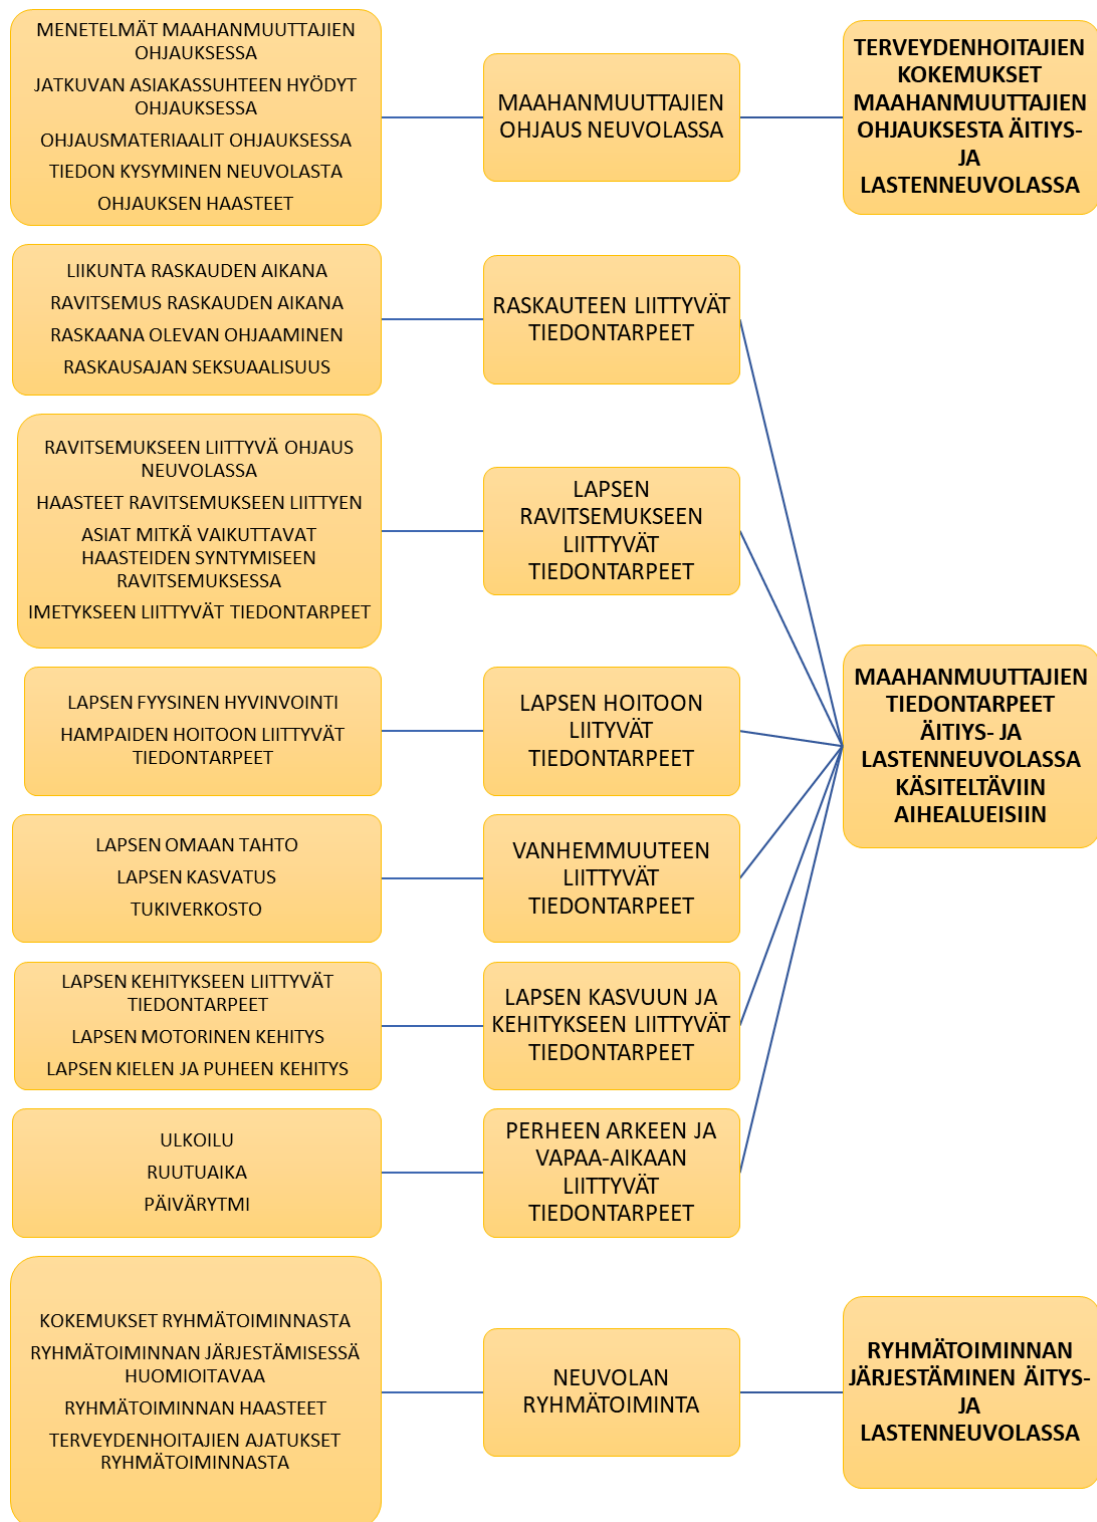 MENETELMÄT MAAHANMUUTTAJIEN
OHJAUKSESSA
JATKUVAN ASIAKASSUHTEEN HYÖDYT
OHJAUKSESSA
OHJAUSMATERIAALIT OHJAUKSESSA
TIEDON KYSYMINEN NEUVOLASTA
OHJAUKSEN HAASTEET
MAAHANMUUTTAJIEN
OHJAUS NEUVOLASSA
TERVEYDENHOITAJIEN
KOKEMUKSET
MAAHANMUUTTAJIEN
OHJAUKSESTA ÄITIYS-
JA
LASTENNEUVOLASSA
LIIKUNTA RASKAUDEN AIKANA
RAVITSEMUS RASKAUDEN AIKANA
RASKAANA OLEVAN OHJAAMINEN
RASKAUSAJAN SEKSUAALISUUS
RASKAUTEEN LIITTYVÄT
TIEDONTARPEET
RAVITSEMUKSEEN LIITTYVÄ OHJAUS
NEUVOLASSA
HAASTEET RAVITSEMUKSEEN LIITTYEN
ASIAT MITKÄ VAIKUTTAVAT
HAASTEIDEN SYNTYMISEEN
RAVITSEMUKSESSA
IMETYKSEEN LIITTYVÄT TIEDONTARPEET
LAPSEN
RAVITSEMUKSEEN
LIITTYVÄT
TIEDONTARPEET
LAPSEN FYYSINEN HYVINVOINTI
HAMPAIDEN HOITOON LIITTYVÄT
TIEDONTARPEET
LAPSEN HOITOON
LIITYVÄT
TIEDONTARPEET
MAAHANMUUTTAJIEN
TIEDONTARPEET
ÄITIYS- JA
LASTENNEUVOLASSA
KÄSITELTÄVIIN
AIHEALUEISIIN
LAPSEN OMAAN TAHTO
LAPSEN KASVATUS
TUKIVERKOSTO
VANHEMMUUTEEN
LIITTYVÄT
TIEDONTARPEET
LAPSEN KEHITYKSEEN LIITTYVÄT
TIEDONTARPEET
LAPSEN MOTORINEN KEHITYS
LAPSEN KIELEN JA PUHEEN KEHITYS
LAPSEN KASVUUN JA
KEHITYKSEEN LIITTYVÄT
TIEDONTARPEET
ULKOILU
RUUTUAIKA
PÄIVÄRYTMI
PERHEEN ARKEEN JA
VAPAA-AIKAAN
LIITTYVÄT
TIEDONTARPEET
KOKEMUKSET RYHMÄTOIMINNASTA
RYHMÄTOIMINNAN JÄRJESTÄMISESSÄ
HUOMIOITAVAA
RYHMÄTOIMINNAN HAASTEET
TERVEYDENHOITAJIEN AJATUKSET
RYHMÄTOIMINNASTA
NEUVOLAN
RYHMÄTOIMINTA
RYHMÄTOIMINNAN
JÄRJESTÄMINEN ÄITYS-
JA
LASTENNEUVOLASSA